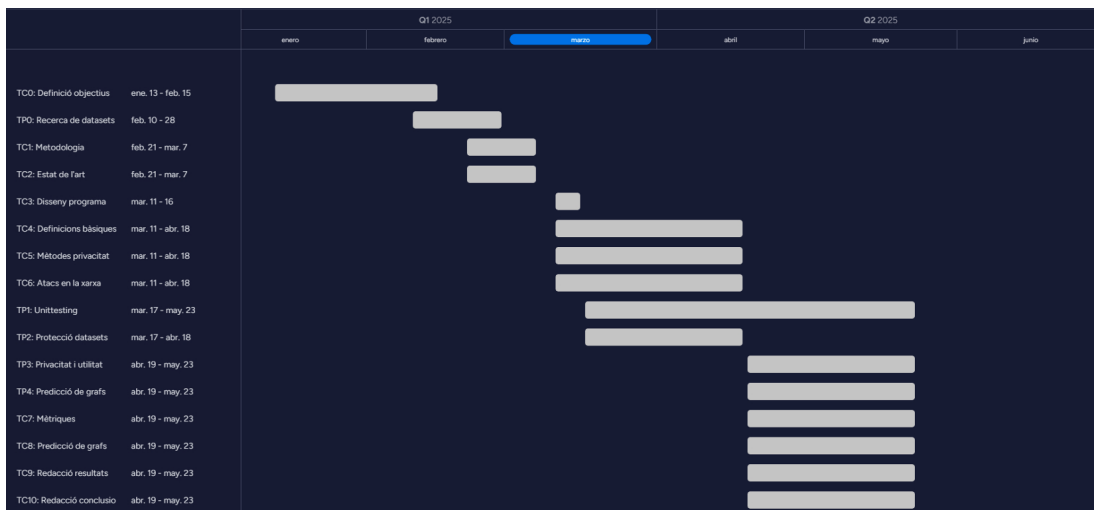 Q1 2025 Q2 2025
enero febrero marzo abril mayo junio
TC0: Definició objectius ene. 13 - feb. 15
TP0: Recerca de datasets feb. 10 - 28
TC1: Metodologia feb. 21 - mar. 7
TC2: Estat de l'art feb. 21 - mar. 7
TC3: Disseny programa mar. 11 - 16
TC4: Definicions bàsiques mar. 11 - abr. 18
TC5: Mètodes privacitat mar. 11 - abr. 18
TC6: Atacs en la xarxa mar. 11 - abr. 18
TP1: Unittesting mar. 17 - may. 23
TP2: Protecció datasets mar. 17 - abr. 18
TP3: Privacitat i utilitat abr. 19 - may. 23
TP4: Predicció de grafs abr. 19 - may. 23
TC7: Mètriques abr. 19 - may. 23
TC8: Predicció de grafs abr. 19 - may. 23
TC9: Redacció resultats abr. 19 - may. 23
TC10: Redacció conclusio abr. 19 - may. 23